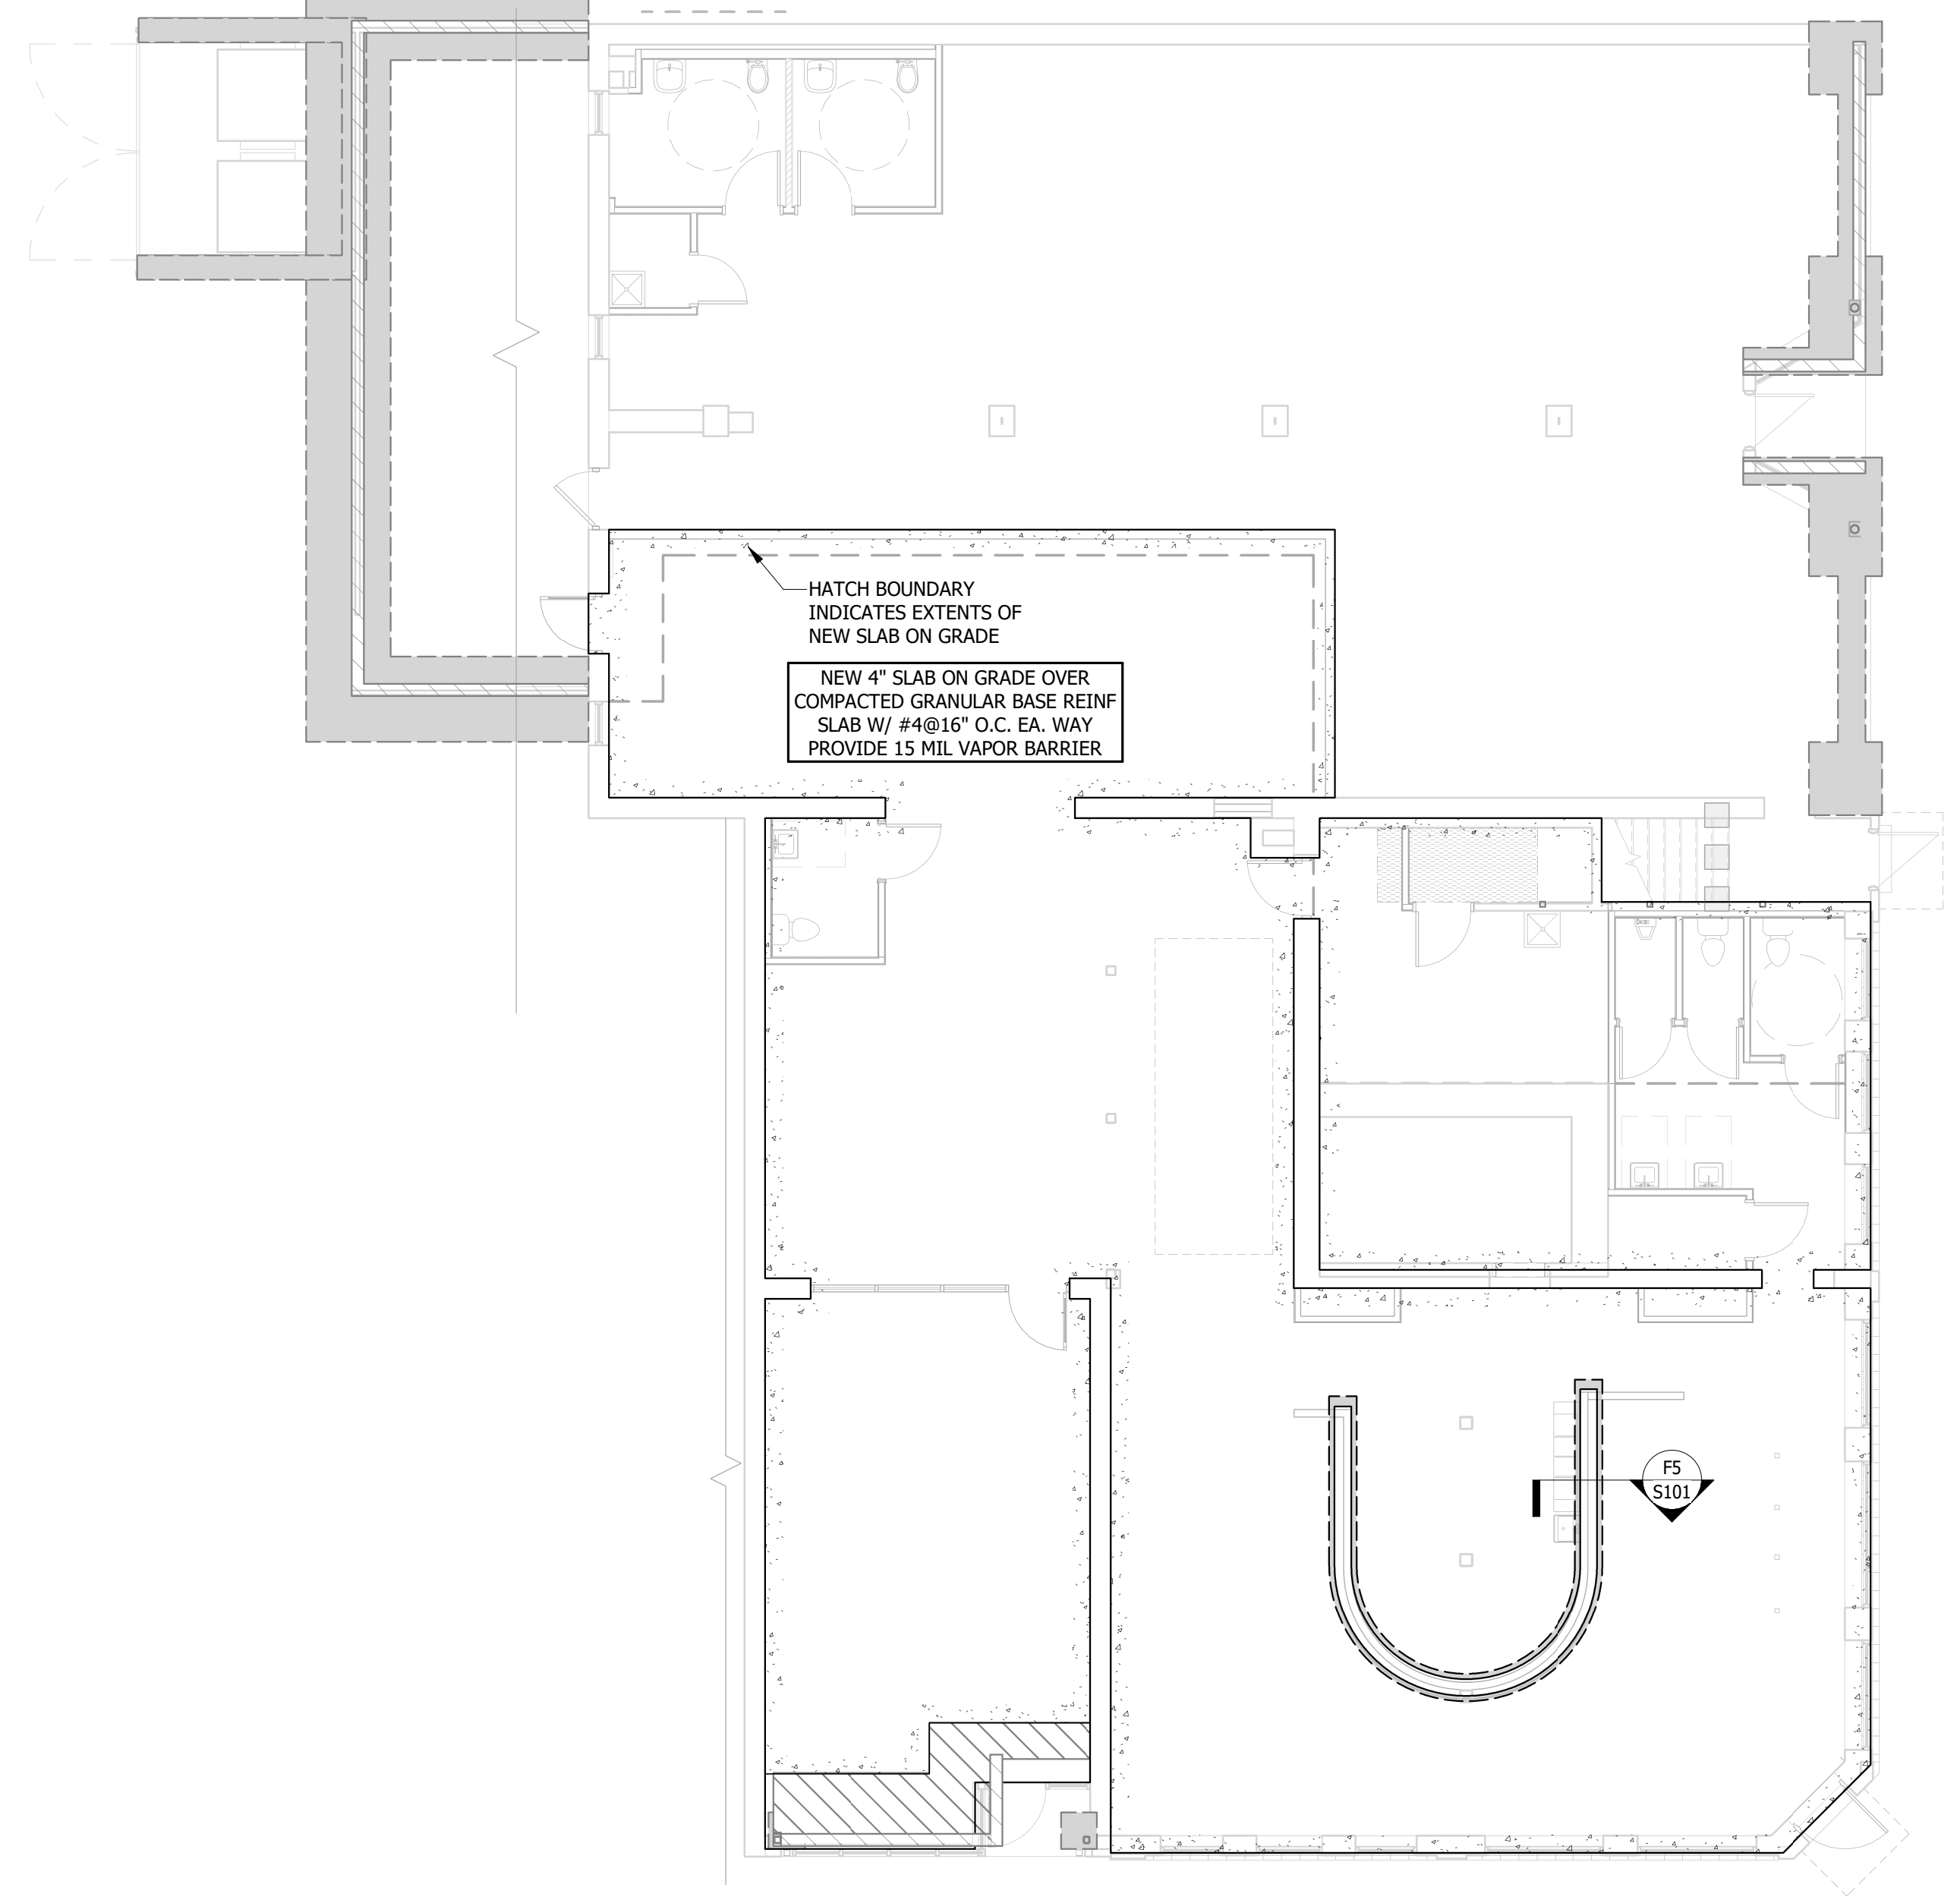 HATCH BOUNDARY
INDICATES EXTENTS OF
NEW SLAB ON GRADE
NEW 4" SLAB ON GRADE OVER
COMPACTED GRANULAR BASE REINF
SLAB W/ #4@16" O.C. EA. WAY
PROVIDE 15 MIL VAPOR BARRIER
F5
S101